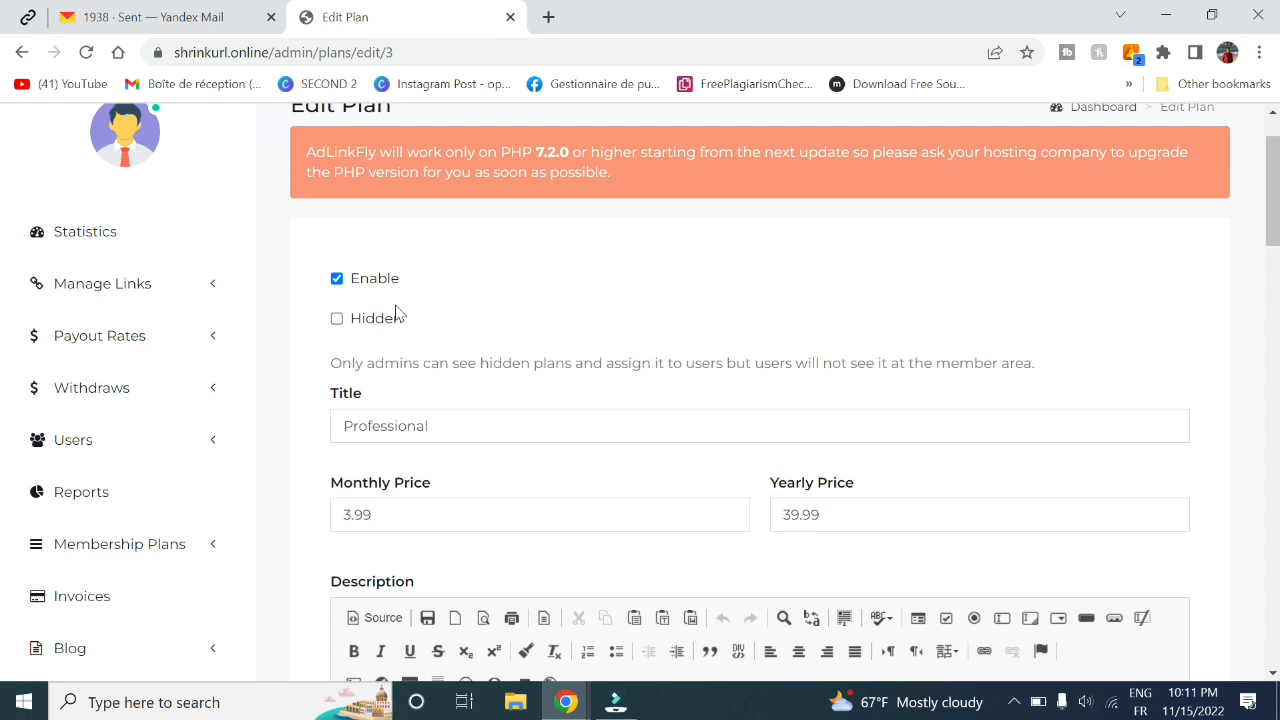 1938 · Sent — Yandex Mail
Edit Plan
shrinkurl.online/admin/plans/edit/3
2
(41) YouTube
Boîte de réception (...
SECOND 2
Instagram Post - op...
Gestionnaire de pu...
FreePlagiarismChec...
Download Free Sou...
»
Other bookmarks
Edit Plan
Dashboard > Edit Plan
AdLinkFly will work only on PHP 7.2.0 or higher starting from the next update so please ask your hosting company to upgrade
the PHP version for you as soon as possible.
Statistics
Manage Links
Payout Rates
Withdraws
Users
Reports
Membership Plans
Invoices
Blog
Enable
Hidden
Only admins can see hidden plans and assign it to users but users will not see it at the member area.
Title
Professional
Monthly Price
Yearly Price
3.99
39.99
Description
Source
Type here to search
67°F Mostly cloudy
ENG
FR
10:11 PM
11/15/2022